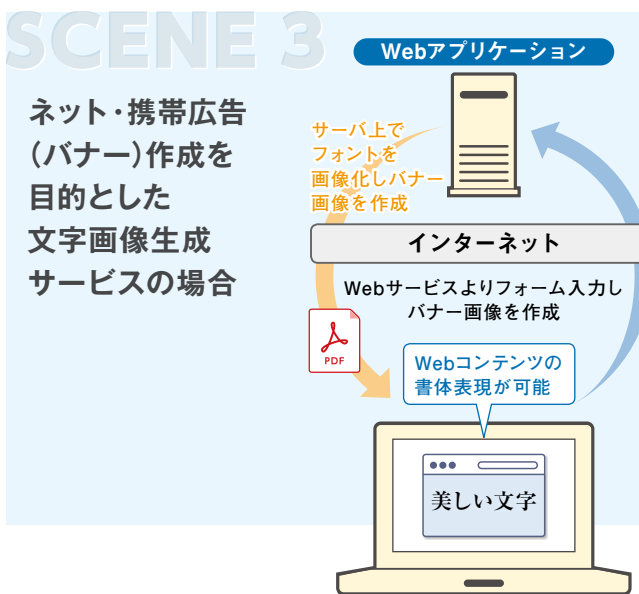 SCENE 3
Webアプリケーション
ネット・携帯広告
（バナー）作成を
目的とした
文字画像生成
サービスの場合
サーバ上で
フォントを
画像化しバナー
画像を作成
インターネット
Webサービスよりフォーム入力し
バナー画像を作成
PDF
Webコンテンツの
書体表現が可能
美しい文字